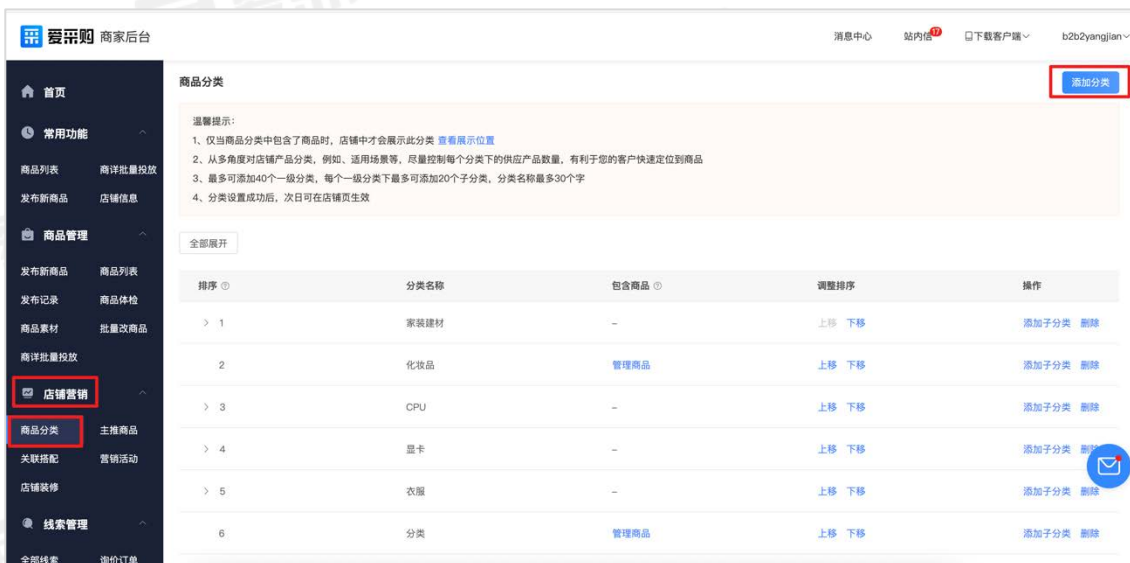 爱采购 商家后台
消息中心 站内信 17 下载客户端 b2b2yangjian
首页
常用功能
商品列表 商详批量投放
发布新商品 店铺信息
商品管理
发布新商品 商品列表
发布记录 商品体检
商品素材 批量改商品
商详批量投放
店铺营销
商品分类 主推商品
关联搭配 营销活动
店铺装修
线索管理
全部线索 询价订单
商品分类 添加分类
温馨提示：
1、仅当商品分类中包含了商品时，店铺中才会展示此分类 查看展示位置
2、从多角度对店铺产品分类，例如、适用场景等，尽量控制每个分类下的供应产品数量，有利于您的客户快速定位到商品
3、最多可添加40个一级分类，每个一级分类下最多可添加20个子分类，分类名称最多30个字
4、分类设置成功后，次日可在店铺页生效
全部展开
排序 分类名称 包含商品 调整排序 操作
> 1 家装建材 - 上移 下移 添加子分类 删除
2 化妆品 管理商品 上移 下移 添加子分类 删除
> 3 CPU - 上移 下移 添加子分类 删除
> 4 显卡 - 上移 下移 添加子分类 删除
> 5 衣服 - 上移 下移 添加子分类 删除
6 分类 管理商品 上移 下移 添加子分类 删除